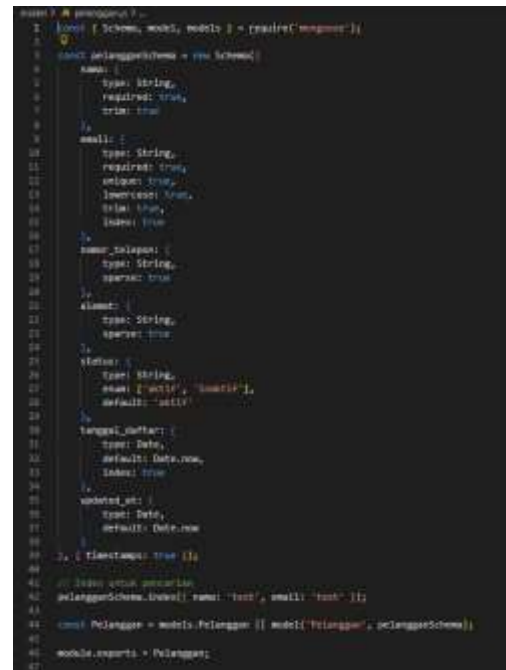 const { Schema, model, models } = require('mongoose');
const pelangganSchema = new Schema({
nama: {
type: String,
required: true,
trim: true
},
email: {
type: String,
required: true,
unique: true,
lowercase: true,
trim: true,
index: true
},
nomor_telepon: {
type: String,
sparse: true
},
alamat: {
type: String,
sparse: true
},
status: {
type: String,
enum: ['aktif', 'inaktif'],
default: 'aktif'
},
tanggal_daftar: {
type: Date,
default: Date.now,
index: true
},
updated_at: {
type: Date,
default: Date.now
}
}, { timestamps: true });
// Index untuk pencarian
pelangganSchema.index({ nama: 'text', email: 'text' });
const Pelanggan = models.Pelanggan || model('Pelanggan', pelangganSchema);
module.exports = Pelanggan;